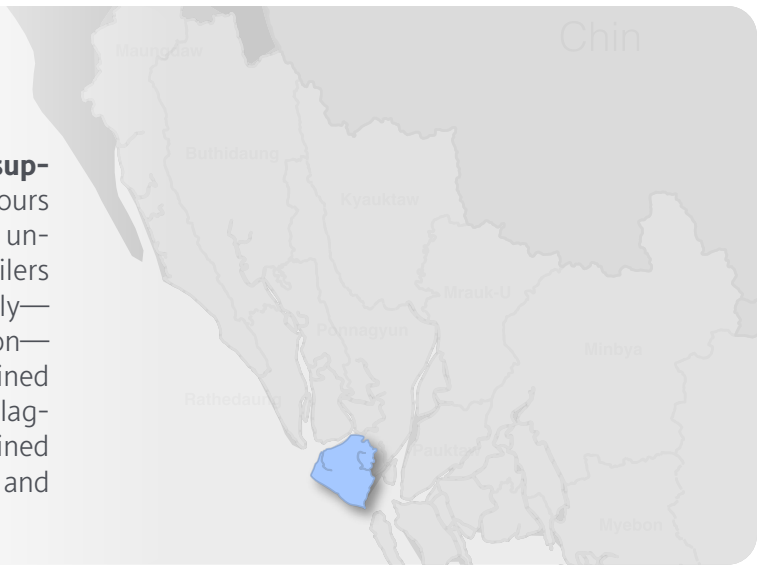 sup-
ours
un-
ilers
ly—
on—
ined
lag-
ined
and
Chin
Maungdaw
Buthidaung
Kyauktaw
Mrauk-U
Ponnagyun
Minbya
Rathedaung
Pauktaw
Myebon